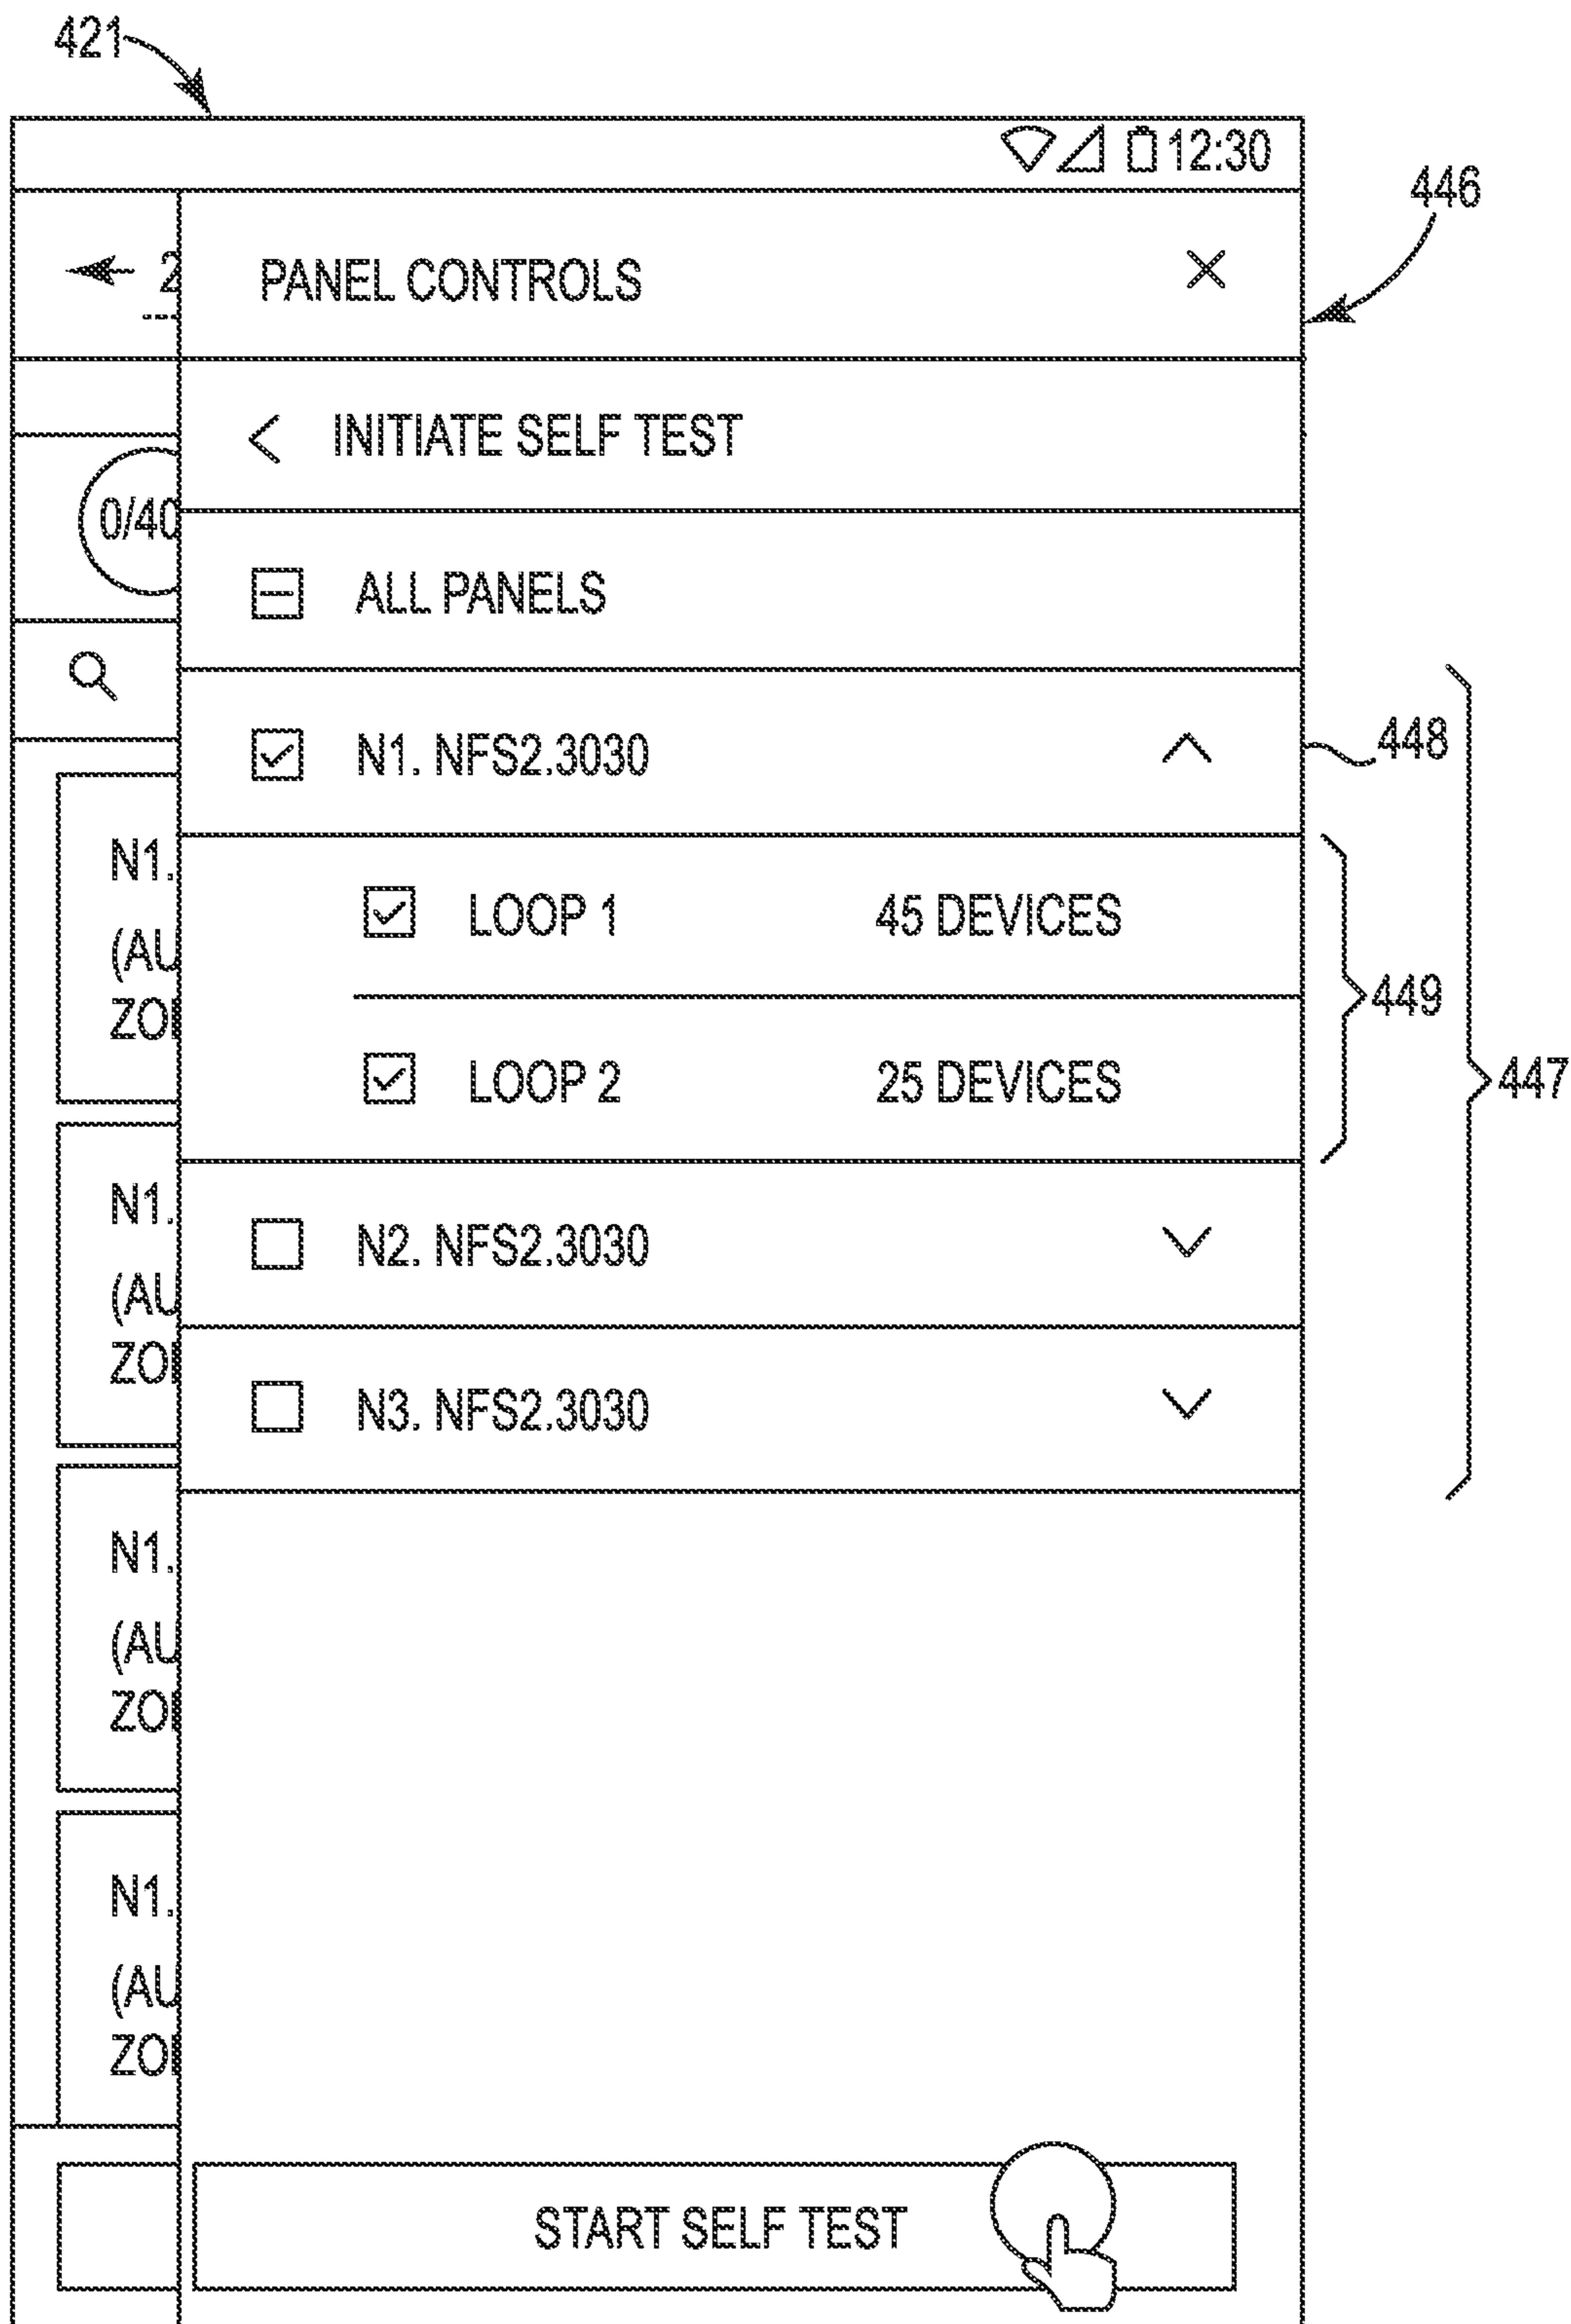 421
12:30
446
2
PANEL CONTROLS
INITIATE SELF TEST
0/40
ALL PANELS
N1. NFS2.3030
448
N1.
LOOP 1 45 DEVICES
(AU
449
ZO
LOOP 2 25 DEVICES
447
N1.
N2. NFS2.3030
(AU
ZO
N3. NFS2.3030
N1.
(AU
ZO
N1.
(AU
ZO
START SELF TEST